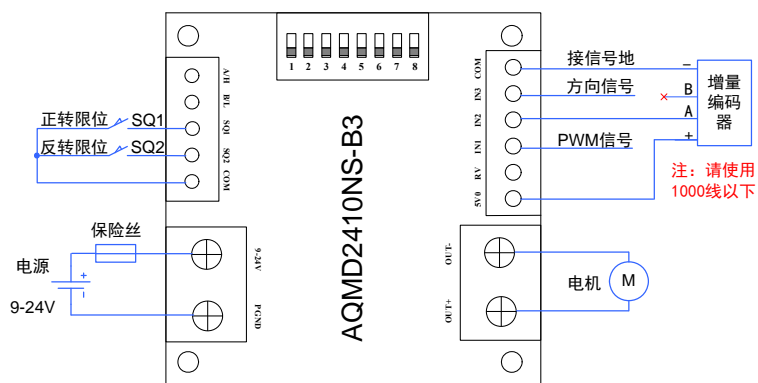 1 2 3 4 5 6 7 8
A/H
B/L
SQ1
SQ2
COM
正转限位
SQ1
反转限位
SQ2
保险丝
电源
9-24V
+
−
9-24V
PGND
AQMD2410NS-B3
COM
IN3
IN2
IN1
RV
5V0
接信号地
方向信号
PWM信号
−
B
A
+
增量
编码
器
注：请使用
1000线以下
OUT-
OUT+
电机
M